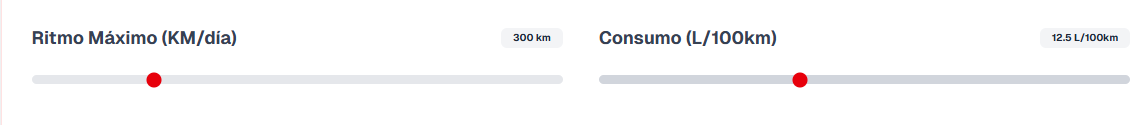 Ritmo Máximo (KM/día)
300 km
Consumo (L/100km)
12.5 L/100km